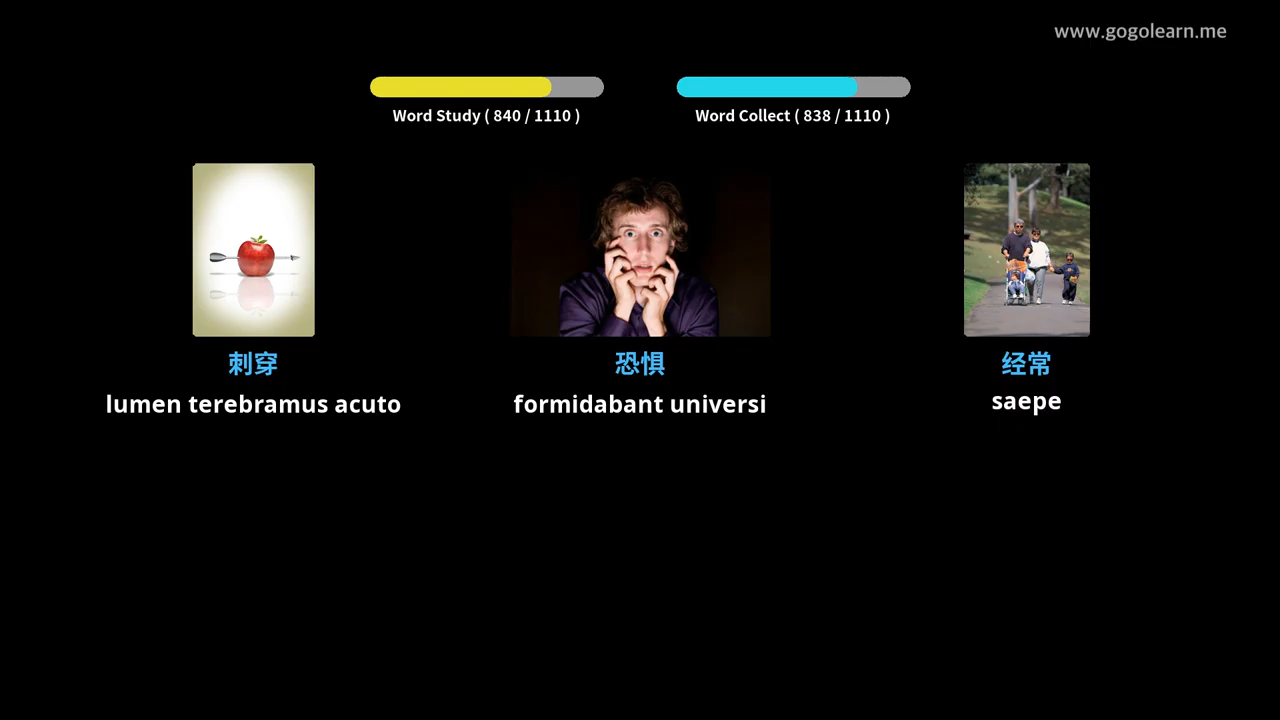 www.gogolearn.me
Word Study ( 840 / 1110 )
Word Collect ( 838 / 1110 )
刺穿
恐惧
经常
lumen terebramus acuto
formidabant universi
saepe